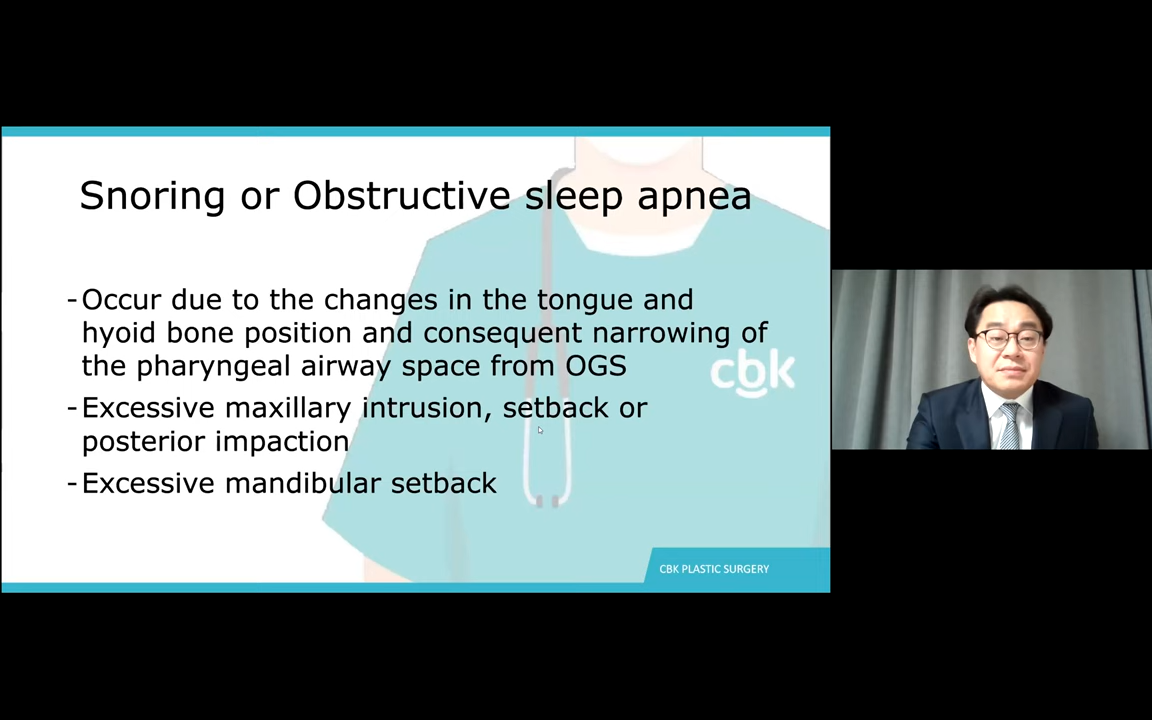 Snoring or Obstructive sleep apnea
-Occur due to the changes in the tongue and
hyoid bone position and consequent narrowing of
the pharyngeal airway space from OGS
-Excessive maxillary intrusion, setback or
posterior impaction
-Excessive mandibular setback
cbk
CBK PLASTIC SURGERY